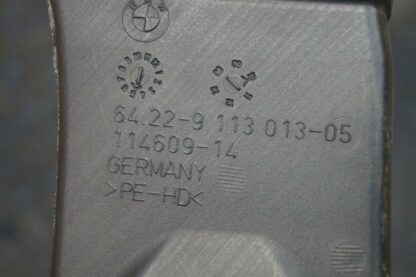 64.22-9 113 013-05
114609-14
GERMANY
>PE-HD<